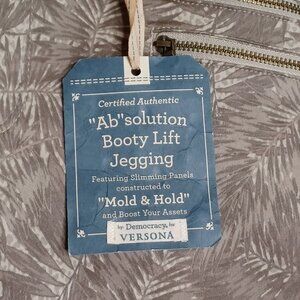 Certified Authentic
"Ab"solution
Booty Lift
Jegging
Featuring Slimming Panels
constructed to
"Mold & Hold"
and Boost Your Assets
by Democracy, for
VERSONA